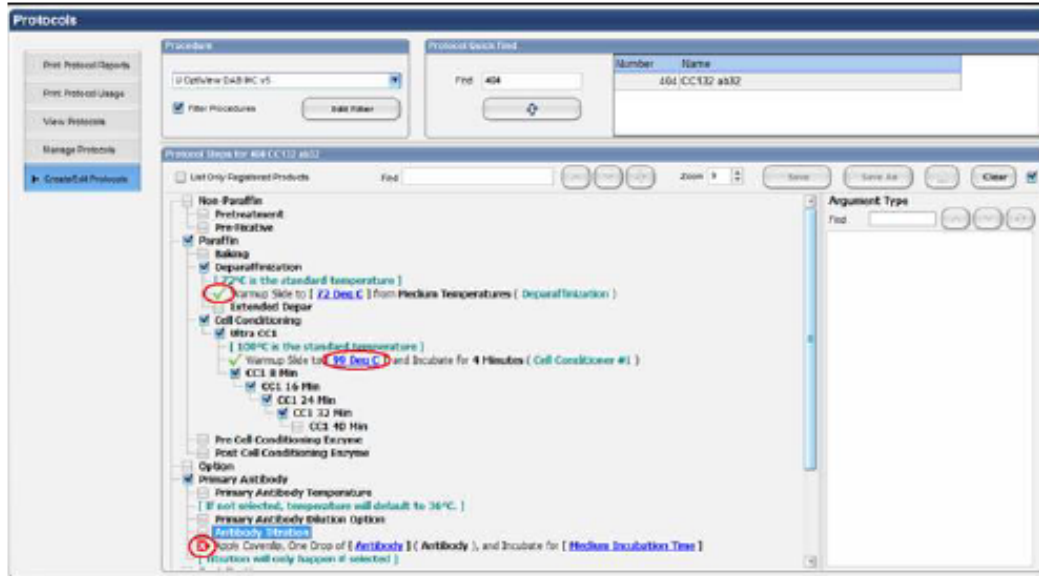 Protocols
Print Protocol Reports
Print Protocol Usage
View Protocols
Manage Protocols
Create/Edit Protocols
Procedure
U OptiView DAB IHC v5
Filter Procedures
Edit Filter
Protocol Quick Find
Find 404
Number Name
404 CC132 ab32
Protocol Steps for 404 CC132 ab32
List Only Registered Products
Find
Zoom 9
Save
Save As
Clear
Non-Paraffin
Pretreatment
Pre-Fixative
Paraffin
Baking
Deparaffinization
[ 72°C is the standard temperature ]
Warmup Slide to [ 72 Deg C ] from Medium Temperatures ( Deparaffinization )
Extended Depar
Cell Conditioning
Ultra CC1
[ 100°C is the standard temperature ]
Warmup Slide to [ 99 Deg C ] and Incubate for 4 Minutes ( Cell Conditioner #1 )
CC1 8 Min
CC1 16 Min
CC1 24 Min
CC1 32 Min
CC1 40 Min
Pre Cell Conditioning Enzyme
Post Cell Conditioning Enzyme
Option
Primary Antibody
Primary Antibody Temperature
[ If not selected, temperature will default to 36°C. ]
Primary Antibody Dilution Option
Antibody Titration
Apply Coverslip, One Drop of [ Antibody ] ( Antibody ), and Incubate for [ Medium Incubation Time ]
[ Titration will only happen if selected ]
Argument Type
Find